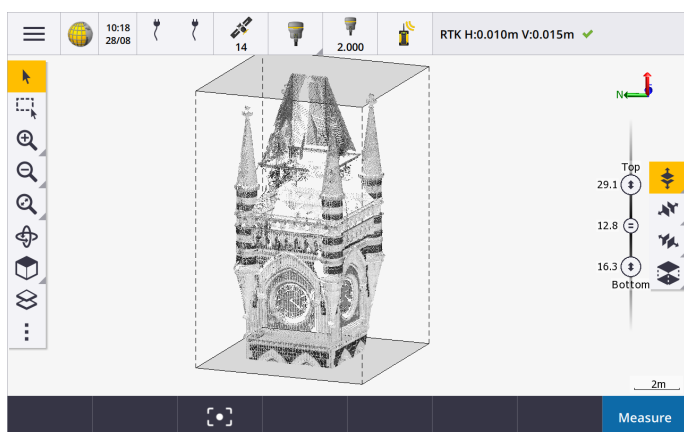 10:18
28/08
14
2.000
RTK H:0.010m V:0.015m
N
Top
29.1
12.8
16.3
Bottom
2m
Measure